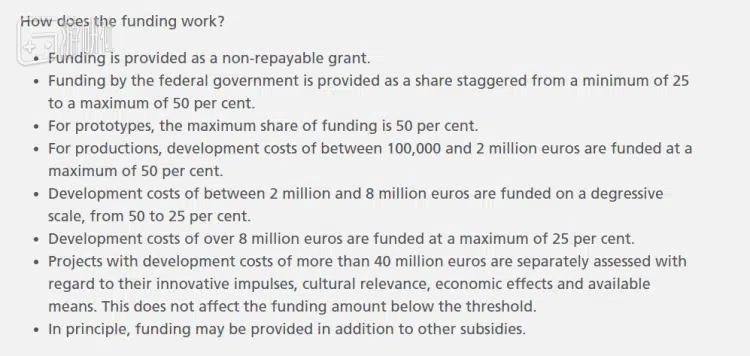 How does the funding work?
• Funding is provided as a non-repayable grant.
• Funding by the federal government is provided as a share staggered from a minimum of 25
to a maximum of 50 per cent.
• For prototypes, the maximum share of funding is 50 per cent.
• For productions, development costs of between 100,000 and 2 million euros are funded at a
maximum of 50 per cent.
• Development costs of between 2 million and 8 million euros are funded on a degressive
scale, from 50 to 25 per cent.
• Development costs of over 8 million euros are funded at a maximum of 25 per cent.
• Projects with development costs of more than 40 million euros are separately assessed with
regard to their innovative impulses, cultural relevance, economic effects and available
means. This does not affect the funding amount below the threshold.
• In principle, funding may be provided in addition to other subsidies.